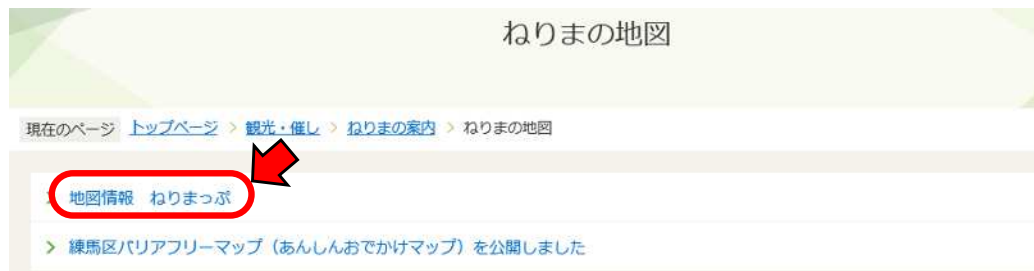 ねりまの地図
現在のページ トップページ > 観光・催し > ねりまの案内 > ねりまの地図
地図情報 ねりまっぷ
> 練馬区バリアフリーマップ（あんしんおでかけマップ）を公開しました